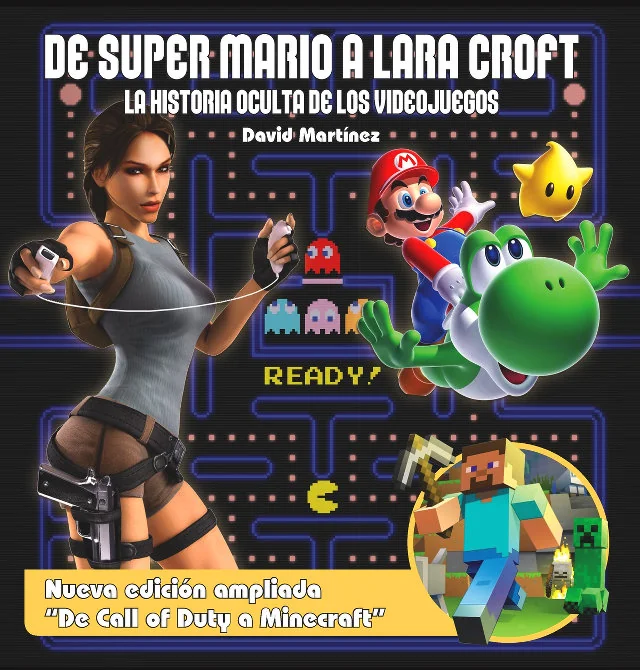 DE SUPER MARIO A LARA CROFT
LA HISTORIA OCULTA DE LOS VIDEOJUEGOS
David Martínez
M
READY!
Nueva edición ampliada
“De Call of Duty a Minecraft”